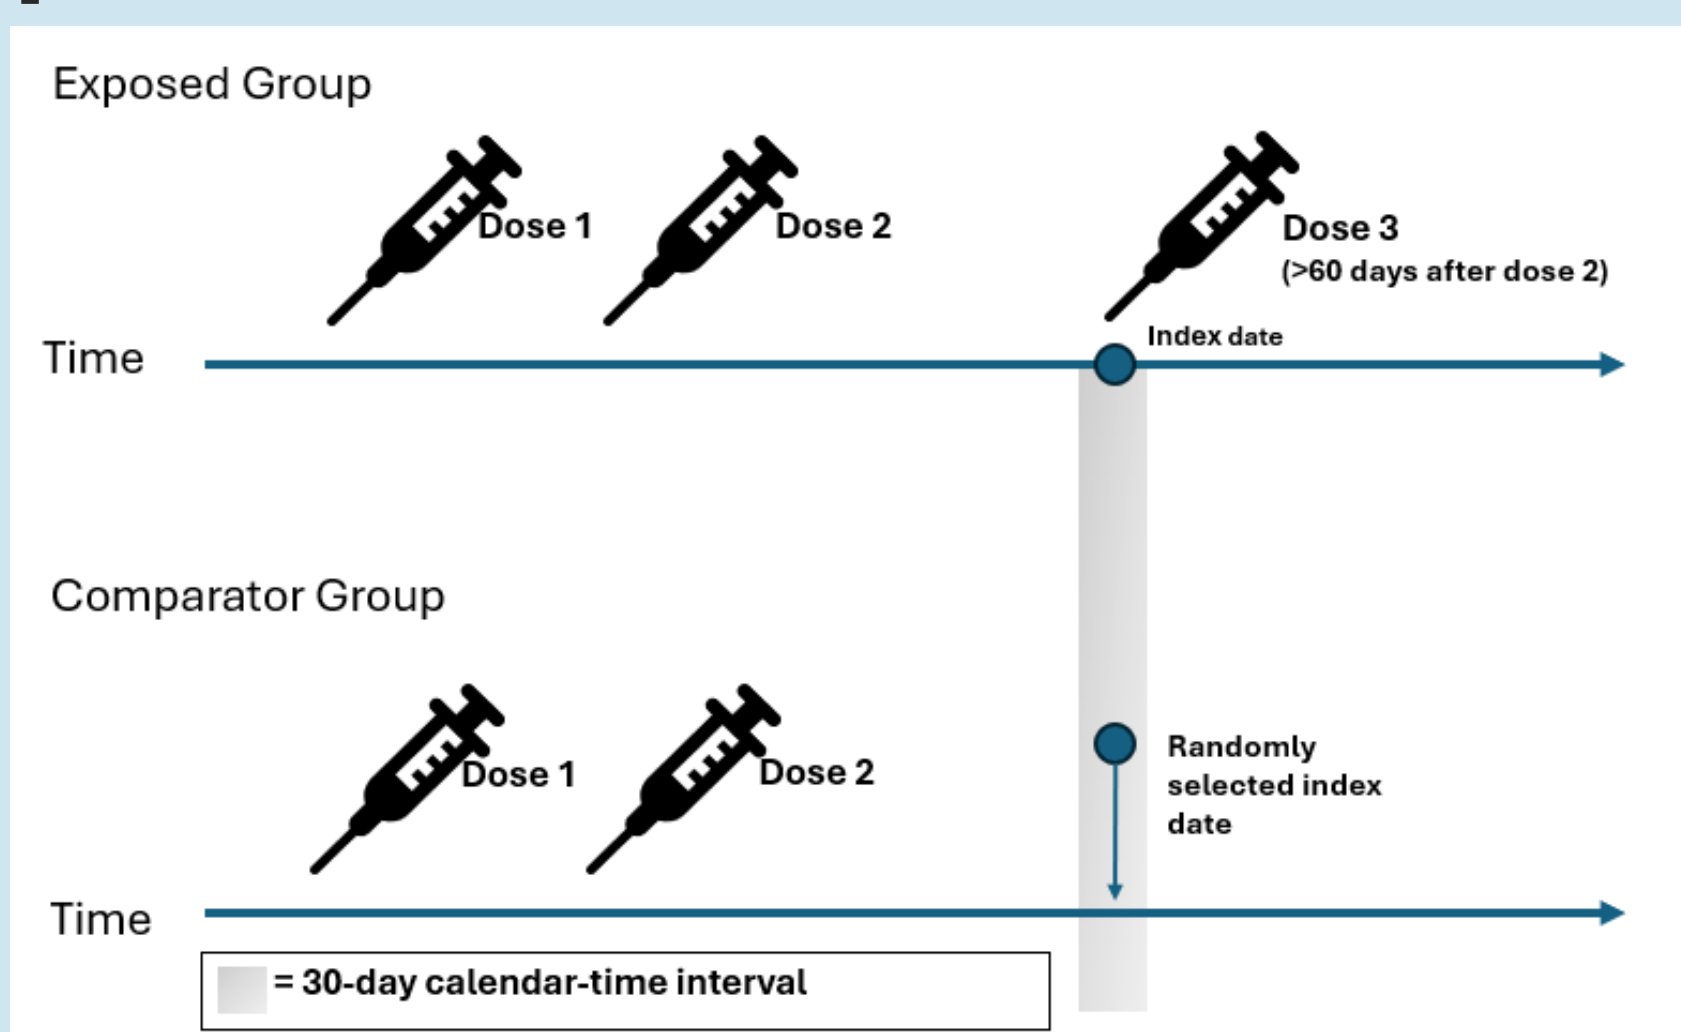 Exposed Group
Dose 1
Dose 2
Dose 3
(>60 days after dose 2)
Index date
Time
Comparator Group
Dose 1
Dose 2
Randomly
selected index
date
Time
= 30-day calendar-time interval